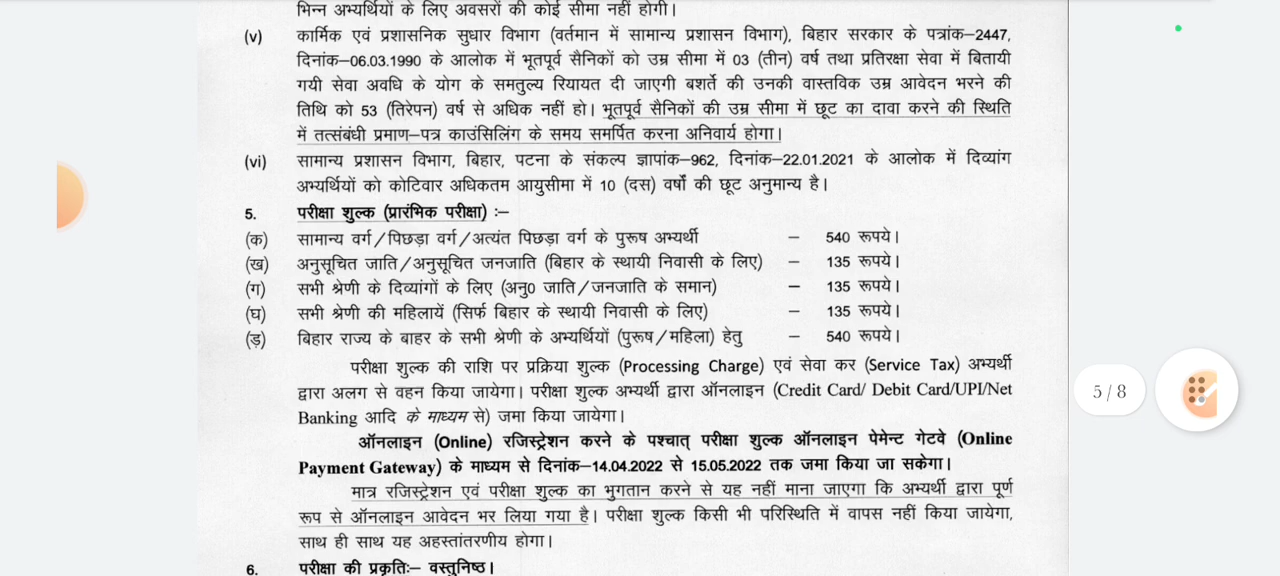 भिन्न अभ्यर्थियों के लिए अवसरों की कोई सीमा नहीं होगी।
(v) कार्मिक एवं प्रशासनिक सुधार विभाग (वर्तमान में सामान्य प्रशासन विभाग), बिहार सरकार के पत्रांक–2447,
दिनांक–06.03.1990 के आलोक में भूतपूर्व सैनिकों को उम्र सीमा में 03 (तीन) वर्ष तथा प्रतिरक्षा सेवा में बितायी
गयी सेवा अवधि के योग के समतुल्य रियायत दी जाएगी बशर्ते की उनकी वास्तविक उम्र आवेदन भरने की
तिथि को 53 (तिरेपन) वर्ष से अधिक नहीं हो। भूतपूर्व सैनिकों की उम्र सीमा में छूट का दावा करने की स्थिति
में तत्संबंधी प्रमाण–पत्र काउंसिलिंग के समय समर्पित करना अनिवार्य होगा।
(vi) सामान्य प्रशासन विभाग, बिहार, पटना के संकल्प ज्ञापांक–962, दिनांक–22.01.2021 के आलोक में दिव्यांग
अभ्यर्थियों को कोटिवार अधिकतम आयुसीमा में 10 (दस) वर्षों की छूट अनुमान्य है।
5. परीक्षा शुल्क (प्रारंभिक परीक्षा) :–
(क) सामान्य वर्ग/पिछड़ा वर्ग/अत्यंत पिछड़ा वर्ग के पुरूष अभ्यर्थी – 540 रूपये।
(ख) अनुसूचित जाति/अनुसूचित जनजाति (बिहार के स्थायी निवासी के लिए) – 135 रूपये।
(ग) सभी श्रेणी के दिव्यांगों के लिए (अनु0 जाति/जनजाति के समान) – 135 रूपये।
(घ) सभी श्रेणी की महिलायें (सिर्फ बिहार के स्थायी निवासी के लिए) – 135 रूपये।
(ड़) बिहार राज्य के बाहर के सभी श्रेणी के अभ्यर्थियों (पुरूष/महिला) हेतु – 540 रूपये।
परीक्षा शुल्क की राशि पर प्रक्रिया शुल्क (Processing Charge) एवं सेवा कर (Service Tax) अभ्यर्थी
द्वारा अलग से वहन किया जायेगा। परीक्षा शुल्क अभ्यर्थी द्वारा ऑनलाइन (Credit Card/ Debit Card/UPI/Net
Banking आदि के माध्यम से) जमा किया जायेगा।
ऑनलाइन (Online) रजिस्ट्रेशन करने के पश्चात् परीक्षा शुल्क ऑनलाइन पेमेन्ट गेटवे (Online
Payment Gateway) के माध्यम से दिनांक–14.04.2022 से 15.05.2022 तक जमा किया जा सकेगा।
मात्र रजिस्ट्रेशन एवं परीक्षा शुल्क का भुगतान करने से यह नहीं माना जाएगा कि अभ्यर्थी द्वारा पूर्ण
रूप से ऑनलाइन आवेदन भर लिया गया है। परीक्षा शुल्क किसी भी परिस्थिति में वापस नहीं किया जायेगा,
साथ ही साथ यह अहस्तांतरणीय होगा।
6. परीक्षा की प्रकृतिः– वस्तुनिष्ठ।
5/8